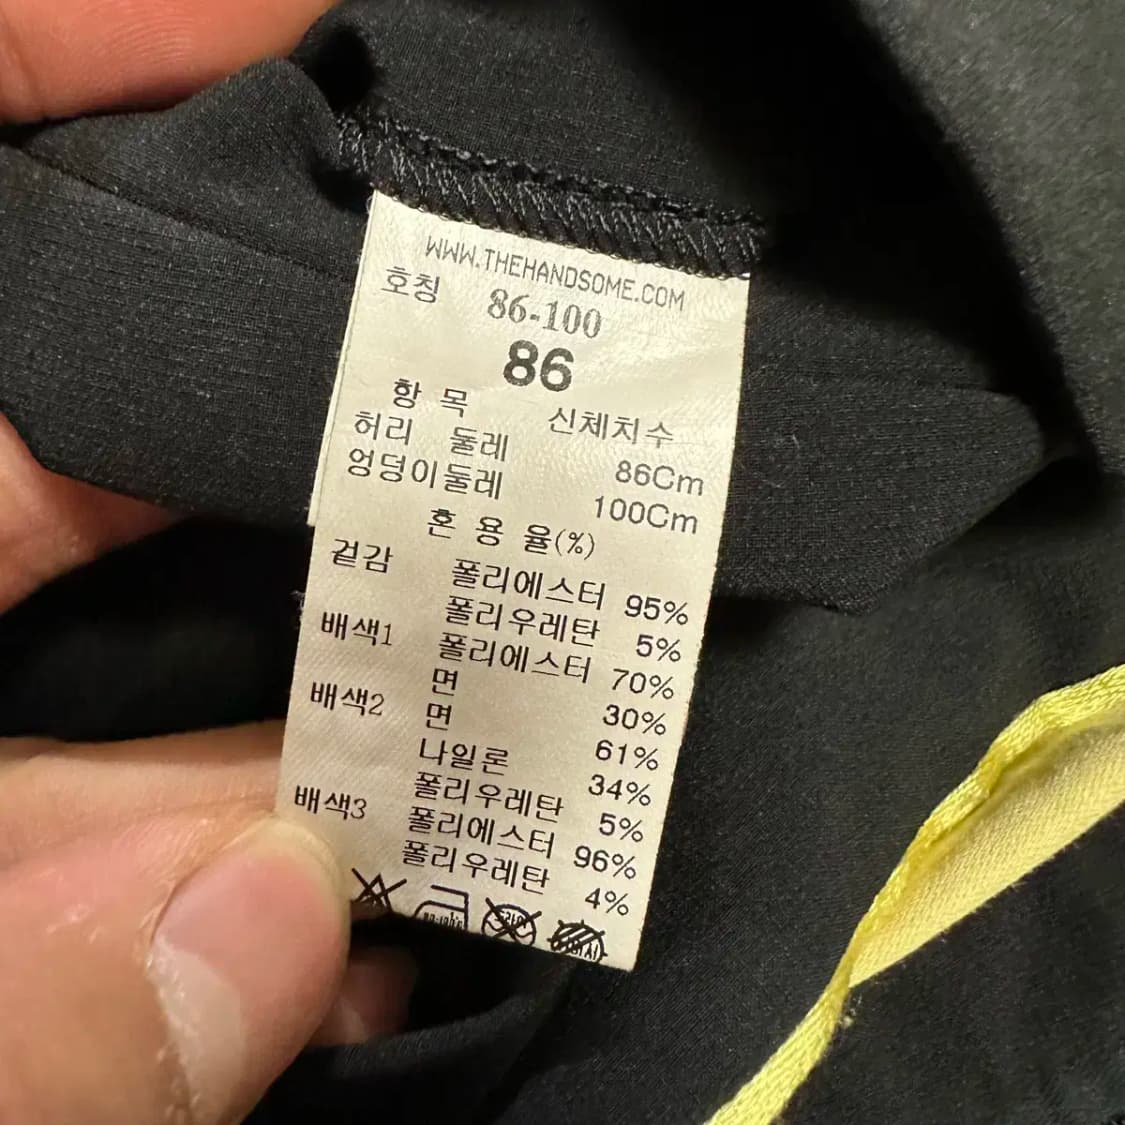 WWW.THEHANDSOME.COM
호칭 86-100
86
항 목 신체치수
허리 둘레 86Cm
엉덩이둘레 100Cm
혼 용 율(%)
겉감 폴리에스터 95%
폴리우레탄 5%
배색1 폴리에스터 70%
면 30%
배색2 면 61%
나일론 34%
폴리우레탄 5%
배색3 폴리에스터 96%
폴리우레탄 4%